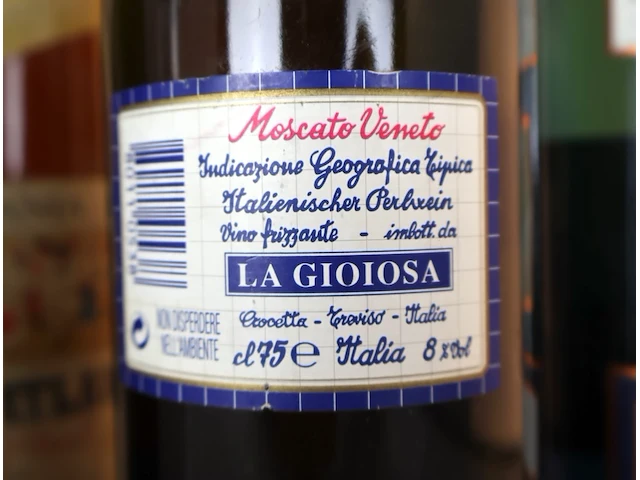 Moscato Veneto
Indicazione Geografica Tipica
Italienischer Perlwein
Vino frizzante - imbott. da
LA GIOIOSA
Crocetta - Treviso - Italia
NON DISPERDERE
NELL'AMBIENTE
cl 75 e Italia 8 % vol